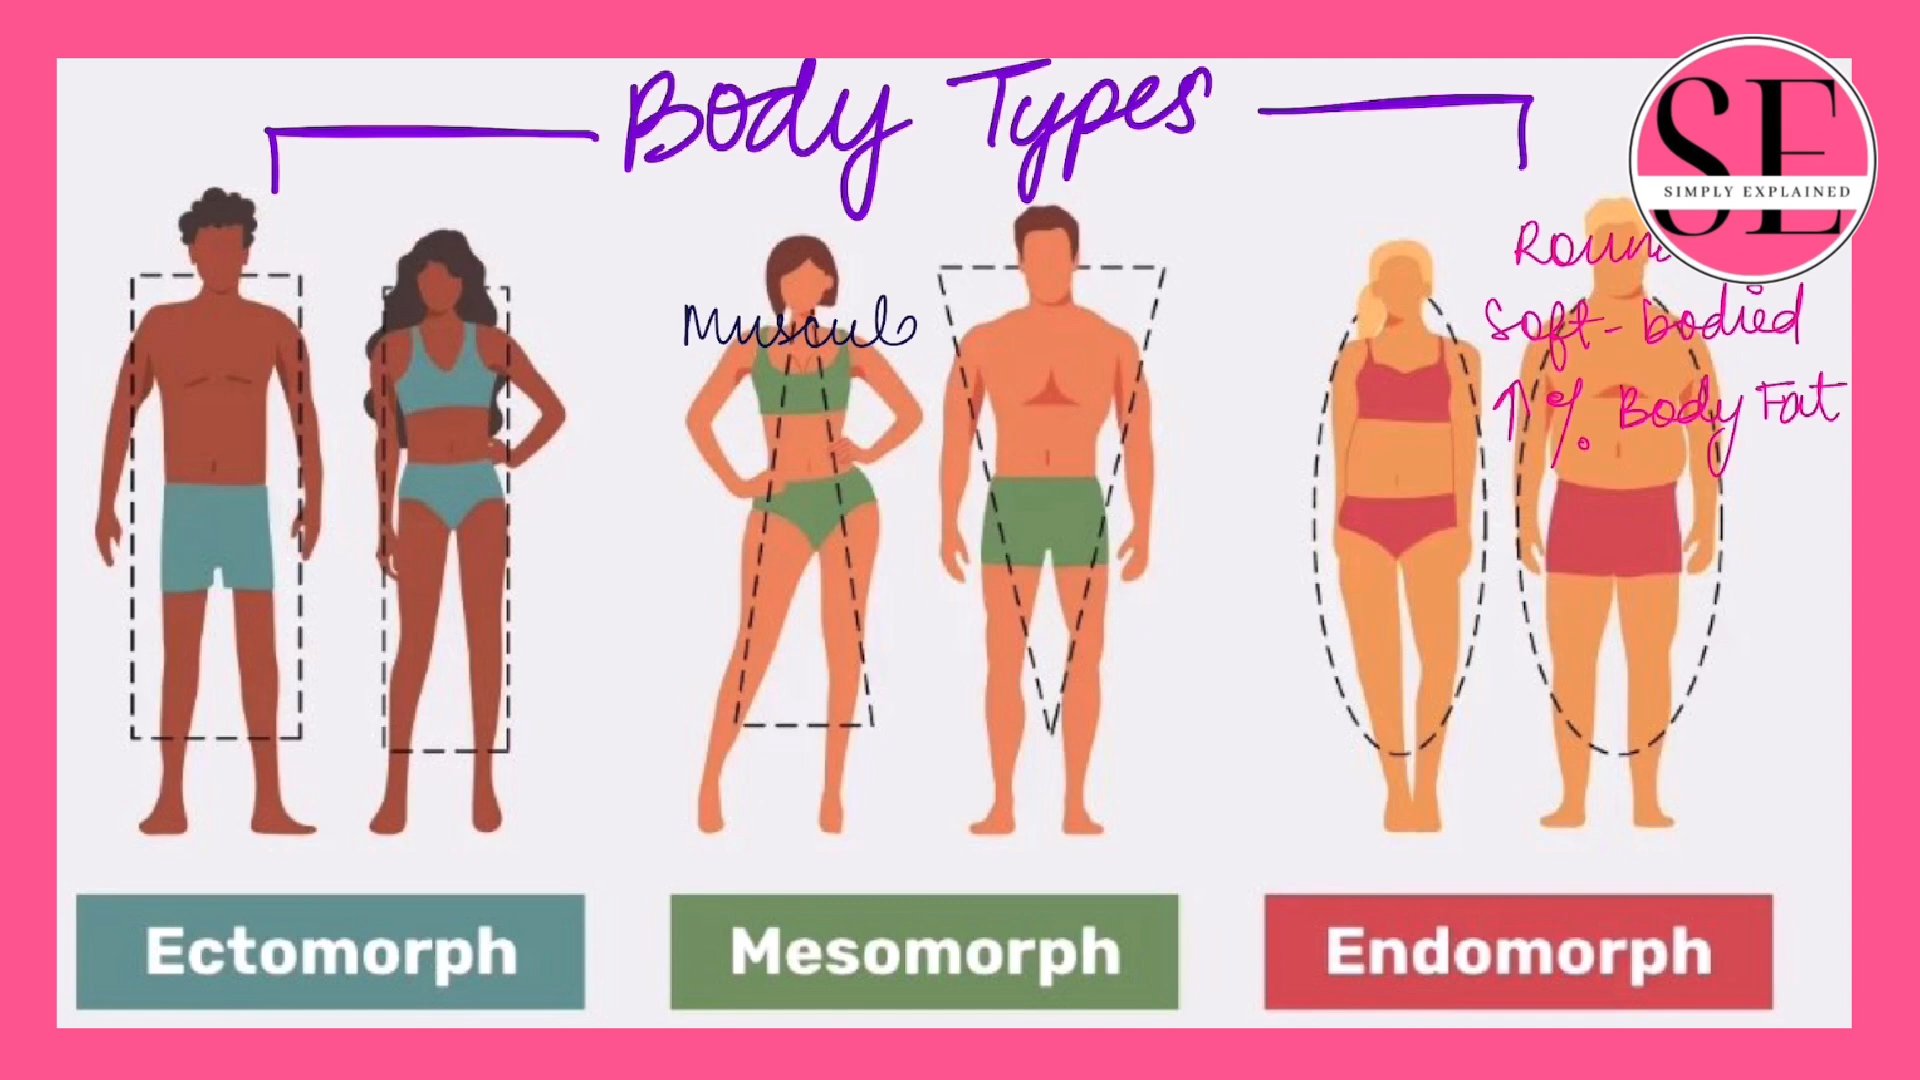 Body Types
SE
SIMPLY EXPLAINED
Soft-bodied
↑% Body Fat
Muscul
Ectomorph
Mesomorph
Endomorph